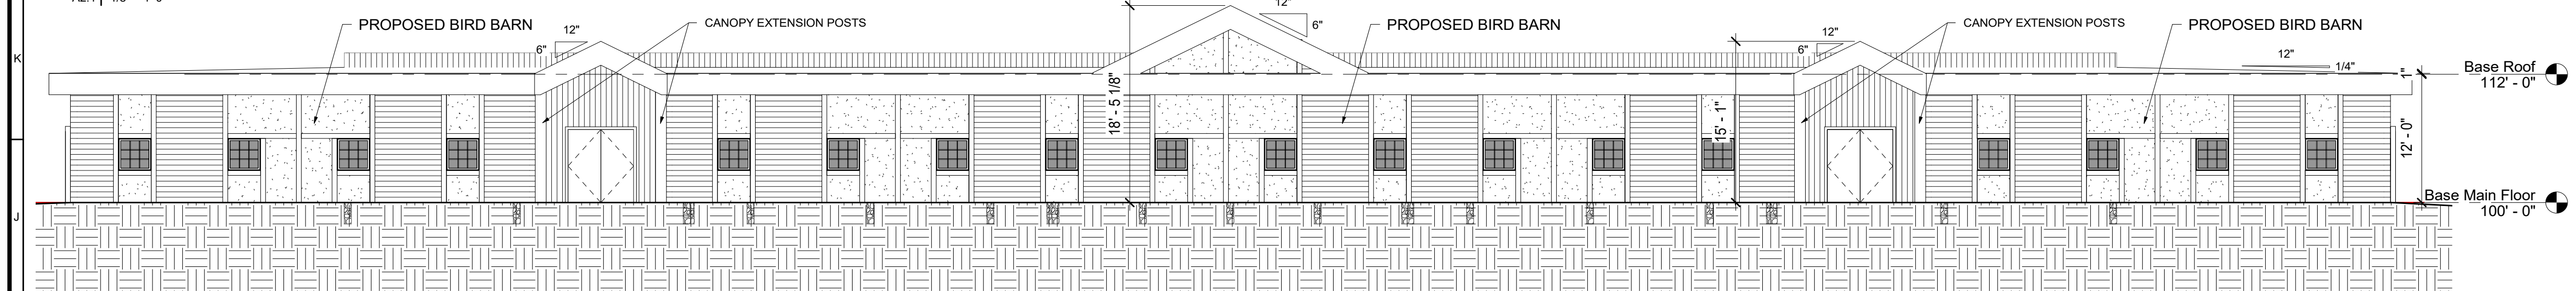 K
J
PROPOSED BIRD BARN
12"
6"
CANOPY EXTENSION POSTS
18' - 5 1/8"
12"
6"
PROPOSED BIRD BARN
15' - 1"
12"
6"
CANOPY EXTENSION POSTS
PROPOSED BIRD BARN
12"
1/4"
1"
12' - 0"
Base Roof
112' - 0"
Base Main Floor
100' - 0"